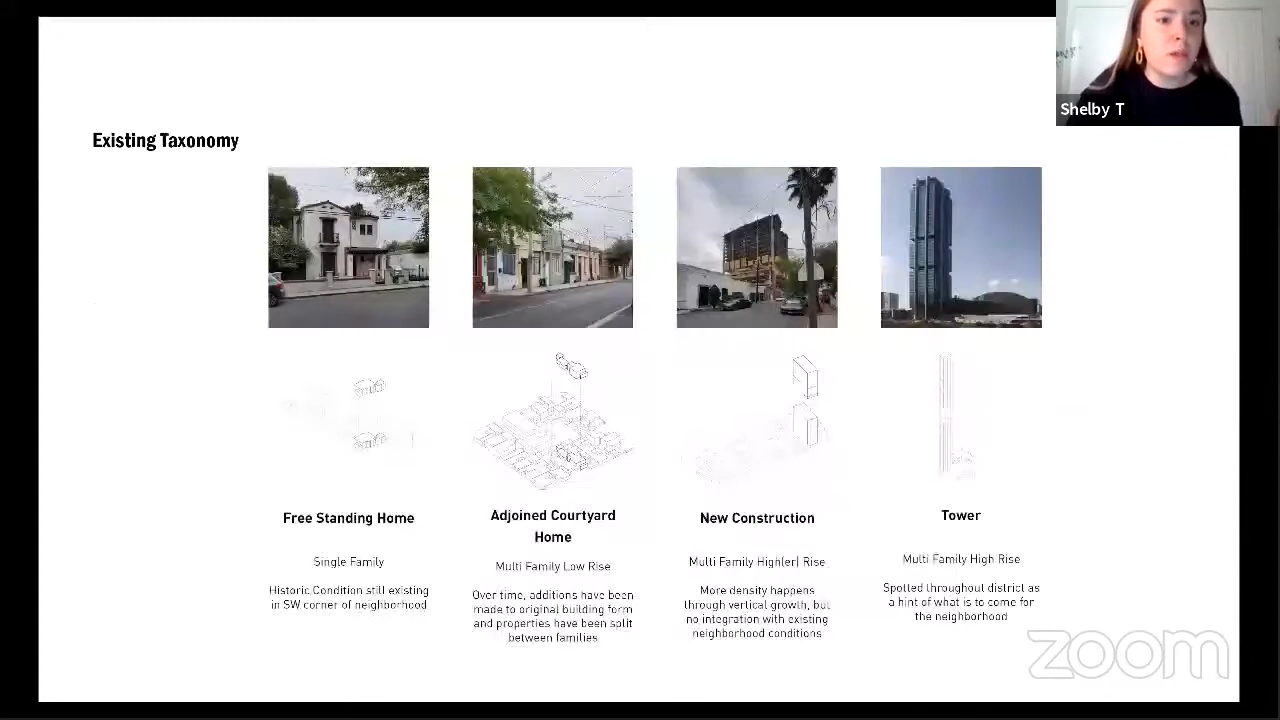 Shelby T
Existing Taxonomy
Free Standing Home
Single Family
Historic Condition still existing
in SW corner of neighborhood
Adjoined Courtyard
Home
Multi Family Low Rise
Over time, additions have been
made to original building form
and properties have been split
between families
New Construction
Multi Family High(er) Rise
More density happens
through vertical growth, but
no integration with existing
neighborhood conditions
Tower
Multi Family High Rise
Spotted throughout district as
a hint of what is to come for
the neighborhood
zoom